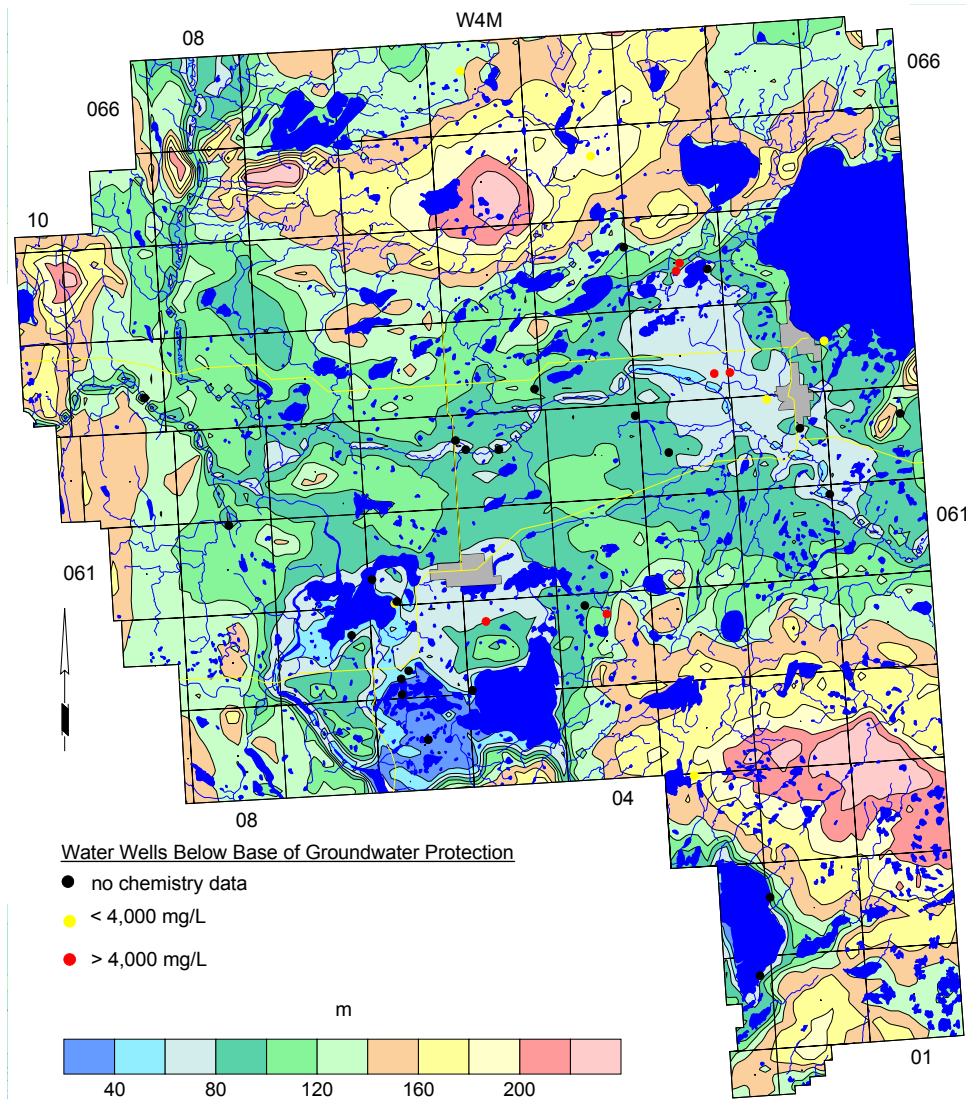 W4M
08
066
066
10
061
061
04
08
Water Wells Below Base of Groundwater Protection
no chemistry data
< 4,000 mg/L
> 4,000 mg/L
m
01
40 80 120 160 200